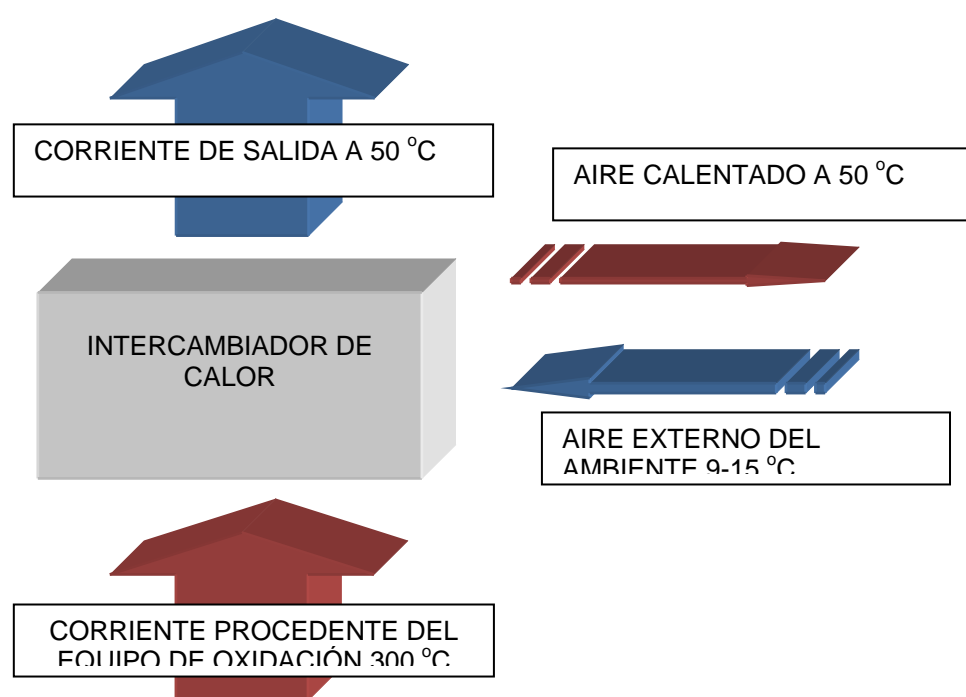 CORRIENTE DE SALIDA A 50 °C
AIRE CALENTADO A 50 °C
INTERCAMBIADOR DE
CALOR
AIRE EXTERNO DEL
AMBIENTE 9-15 °C
CORRIENTE PROCEDENTE DEL
EQUIPO DE OXIDACIÓN 300 °C